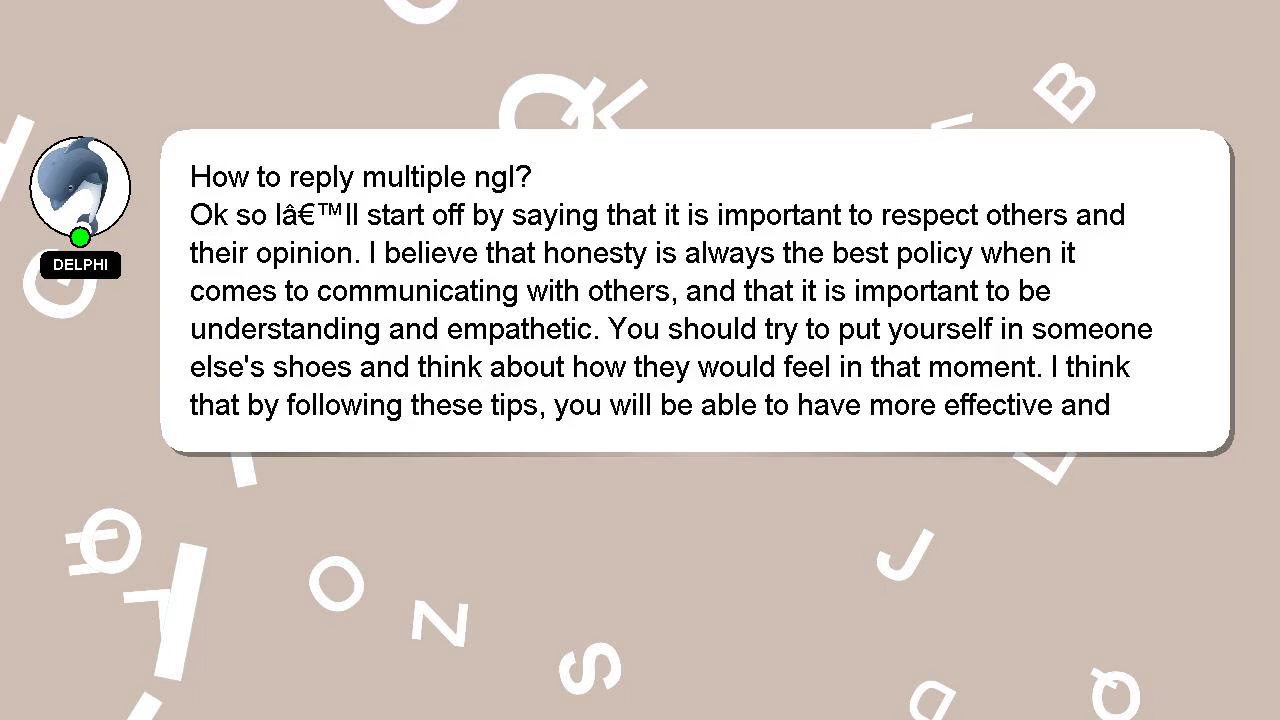 How to reply multiple ngl?
Ok so Iâ€™ll start off by saying that it is important to respect others and
their opinion. I believe that honesty is always the best policy when it
comes to communicating with others, and that it is important to be
understanding and empathetic. You should try to put yourself in someone
else's shoes and think about how they would feel in that moment. I think
that by following these tips, you will be able to have more effective and
DELPHI